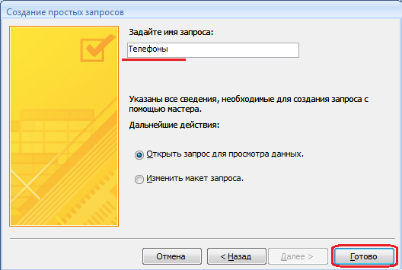 Создание простых запросов
Задайте имя запроса:
Телефоны
Указаны все сведения, необходимые для создания запроса с
помощью мастера.
Дальнейшие действия:
Открыть запрос для просмотра данных.
Изменить макет запроса.
Отмена
< Назад
Далее >
Готово